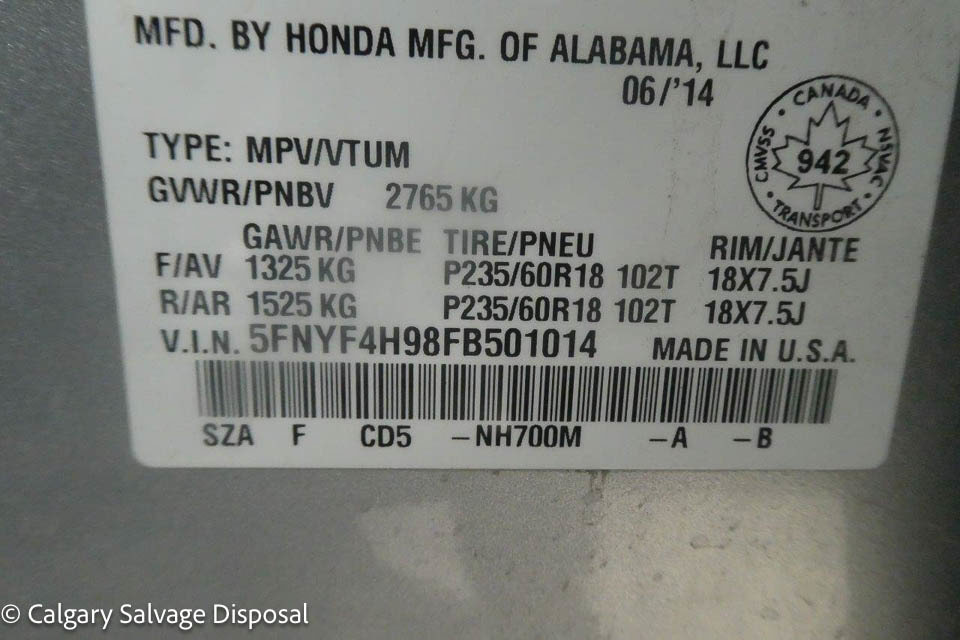 MFD. BY HONDA MFG. OF ALABAMA, LLC
06/'14
CANADA
CMVSS 942 NSVAC
TRANSPORT
TYPE: MPV/VTUM
GVWR/PNBV 2765 KG
GAWR/PNBE TIRE/PNEU RIM/JANTE
F/AV 1325 KG P235/60R18 102T 18X7.5J
R/AR 1525 KG P235/60R18 102T 18X7.5J
V.I.N. 5FNYF4H98FB501014 MADE IN U.S.A.
SZA F CD5 -NH700M -A -B
© Calgary Salvage Disposal